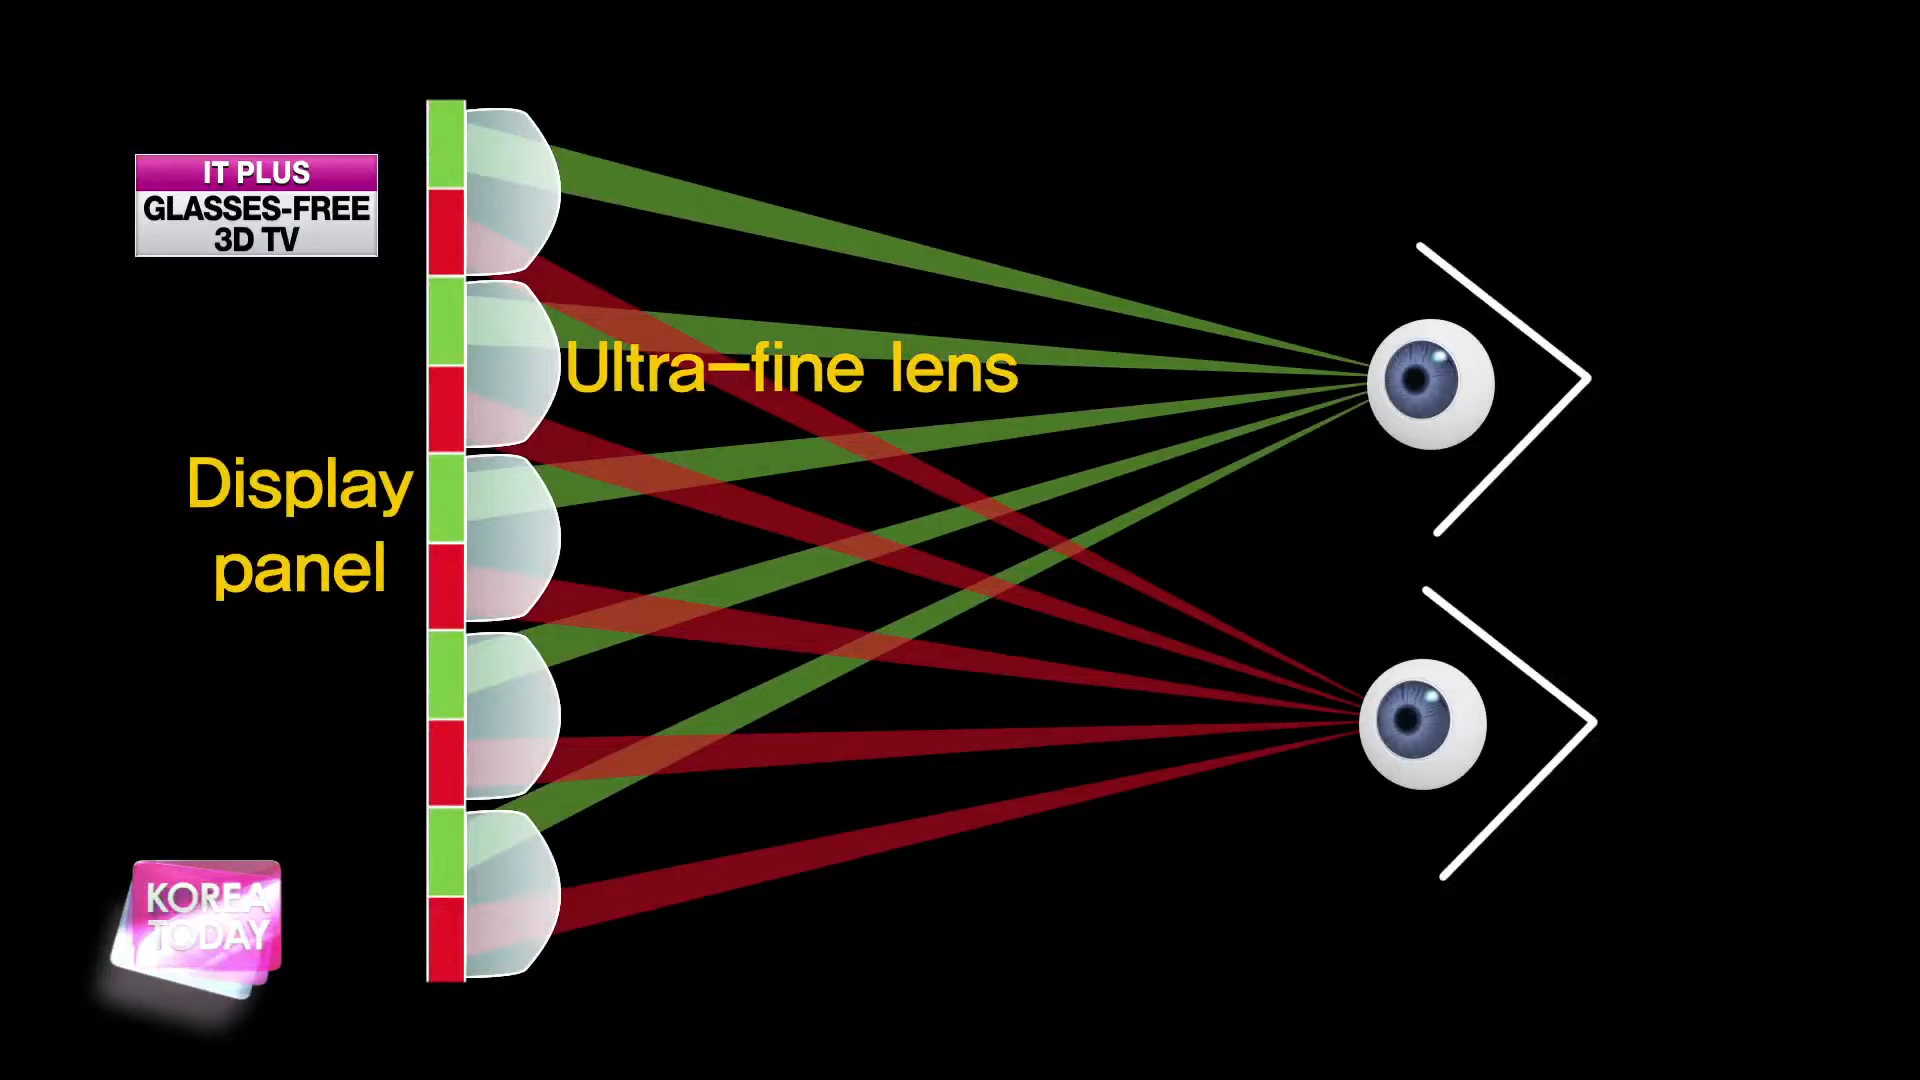 IT PLUS
GLASSES-FREE
3D TV
Ultra-fine lens
Display
panel
KOREA
TODAY